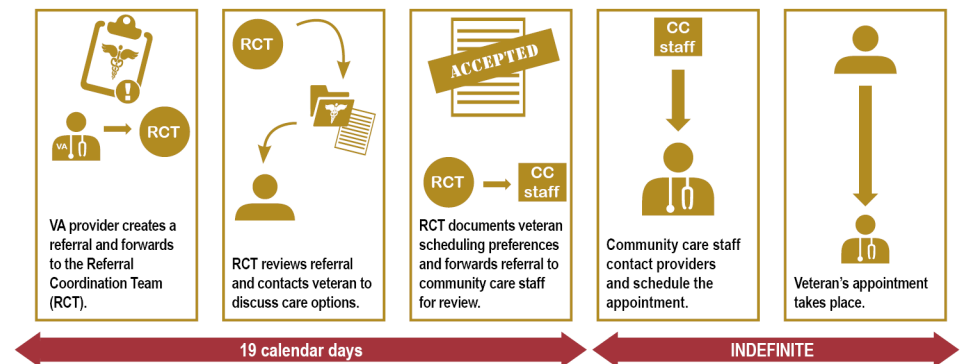 RCT
VA
RCT
VA provider creates a
referral and forwards
to the Referral
Coordination Team
(RCT).
RCT reviews referral
and contacts veteran to
discuss care options.
ACCEPTED
RCT
CC
staff
RCT documents veteran
scheduling preferences
and forwards referral to
community care staff
for review.
CC
staff
Community care staff
contact providers
and schedule the
appointment.
Veteran’s appointment
takes place.
19 calendar days
INDEFINITE